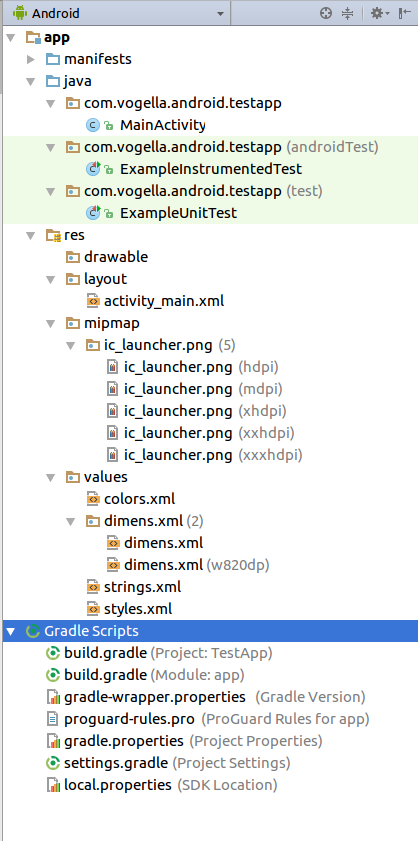 Android
app
manifests
java
com.vogella.android.testapp
MainActivity
com.vogella.android.testapp (androidTest)
ExampleInstrumentedTest
com.vogella.android.testapp (test)
ExampleUnitTest
res
drawable
layout
activity_main.xml
mipmap
ic_launcher.png (5)
ic_launcher.png (hdpi)
ic_launcher.png (mdpi)
ic_launcher.png (xhdpi)
ic_launcher.png (xxhdpi)
ic_launcher.png (xxxhdpi)
values
colors.xml
dimens.xml (2)
dimens.xml
dimens.xml (w820dp)
strings.xml
styles.xml
Gradle Scripts
build.gradle (Project: TestApp)
build.gradle (Module: app)
gradle-wrapper.properties (Gradle Version)
proguard-rules.pro (ProGuard Rules for app)
gradle.properties (Project Properties)
settings.gradle (Project Settings)
local.properties (SDK Location)